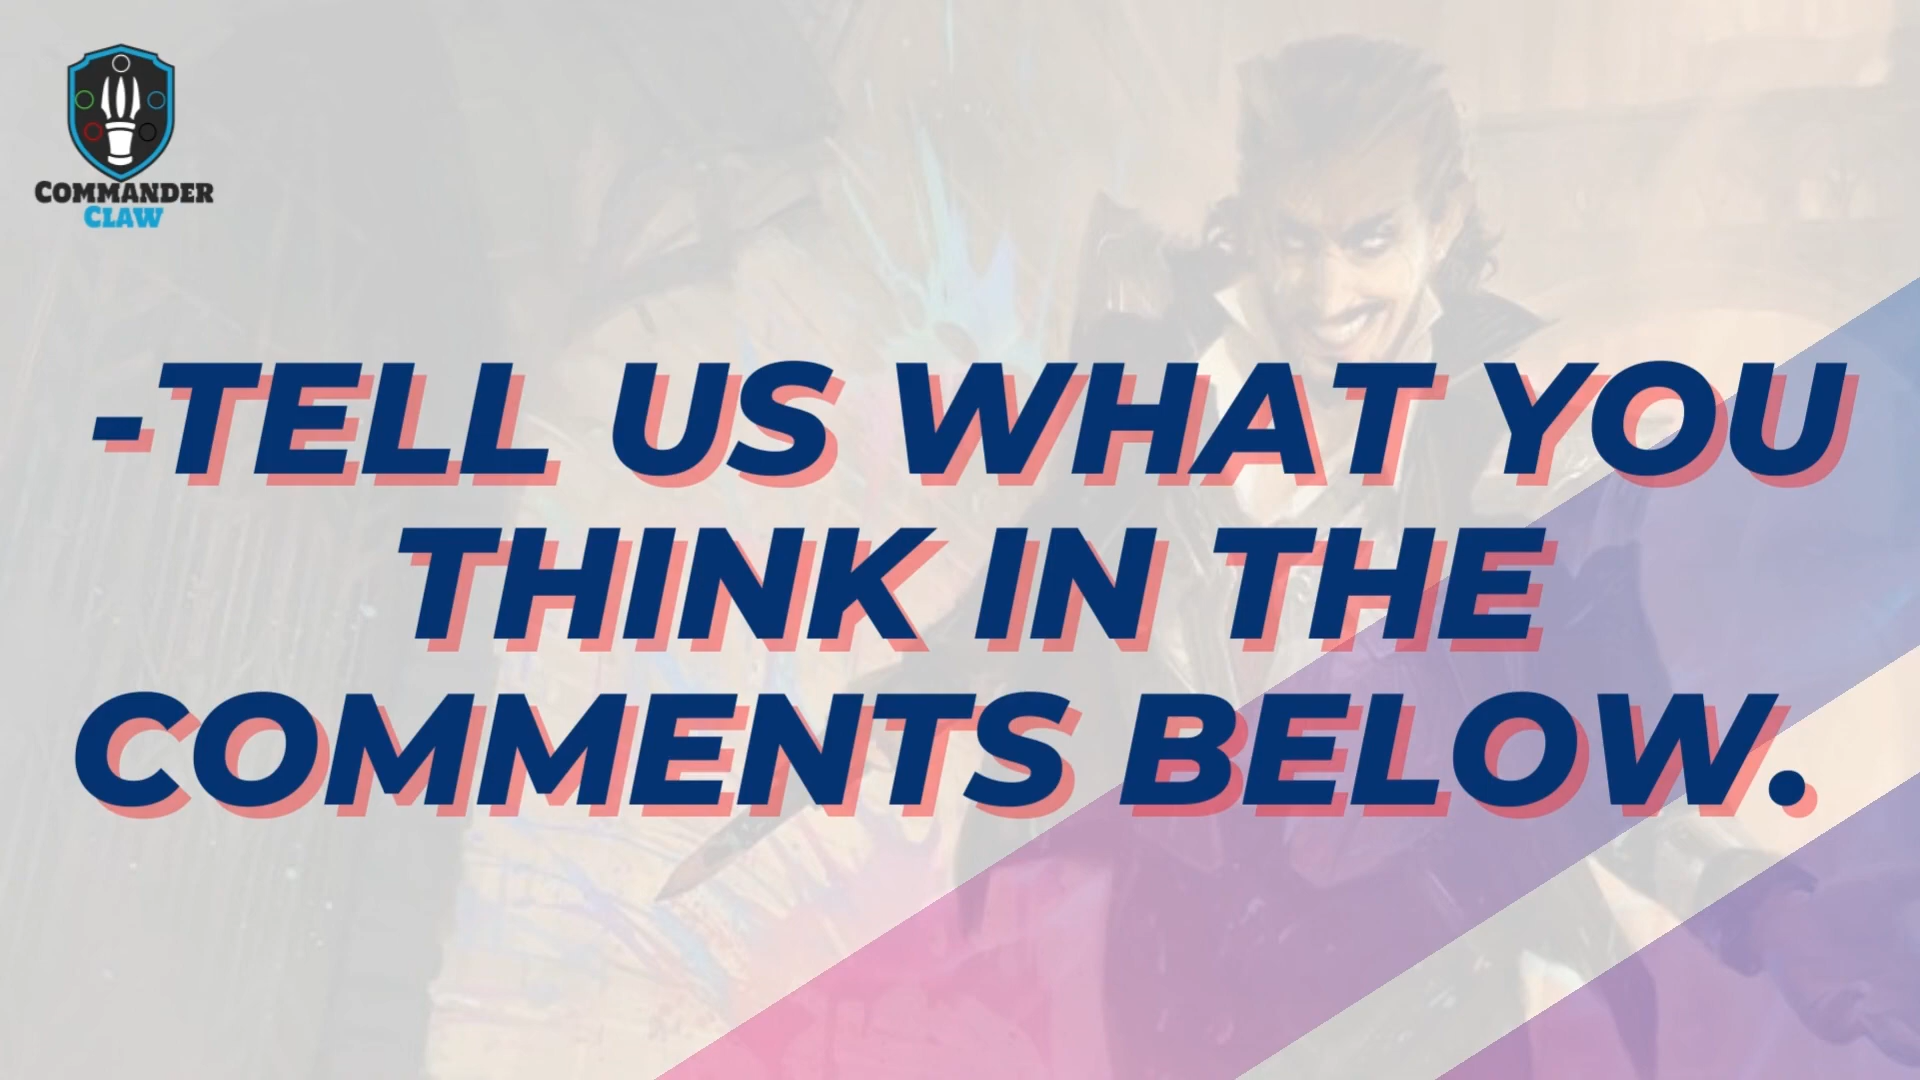 COMMANDER
CLAW
-TELL US WHAT YOU
THINK IN THE
COMMENTS BELOW.